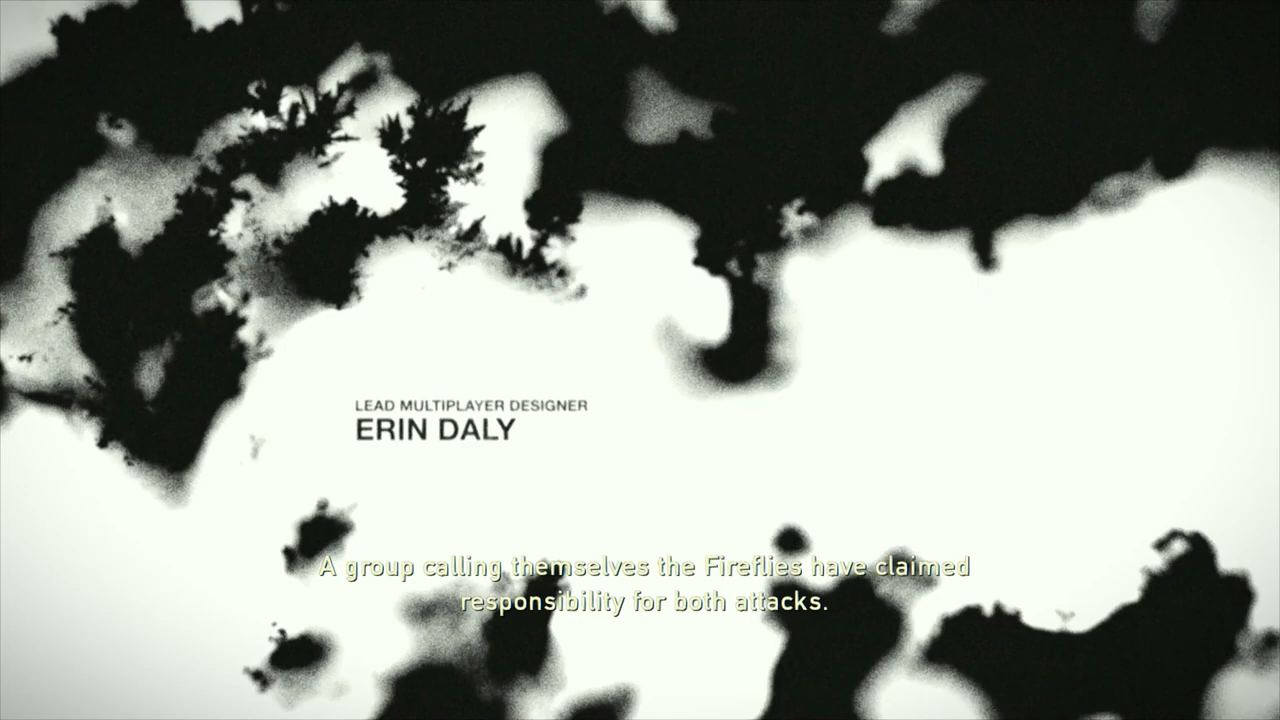 LEAD MULTIPLAYER DESIGNER
ERIN DALY
A group calling themselves the Fireflies have claimed
responsibility for both attacks.